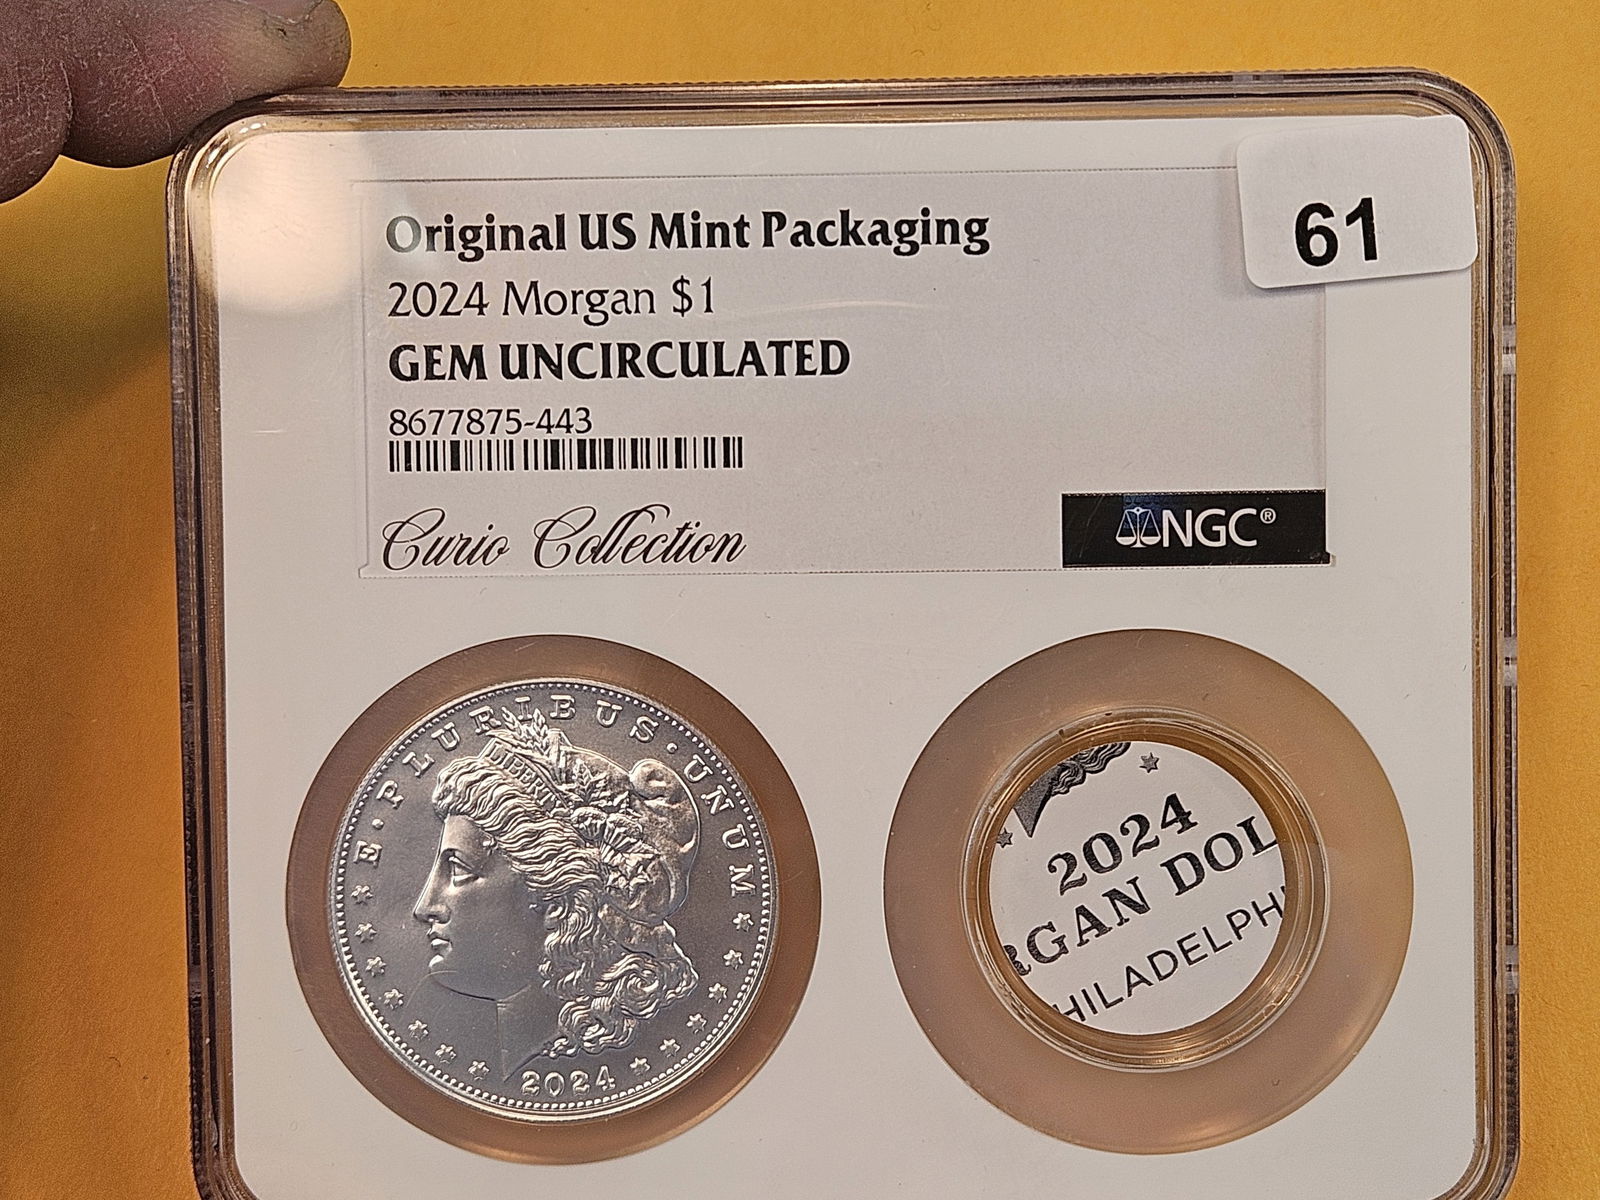 Original US Mint Packaging
61
2024 Morgan $1
GEM UNCIRCULATED
8677875-443
Curio Collection
NGC®
E·PLURIBUS·UNUM
LIBERTY
2024
2024
RGAN DOL
HILADELPH